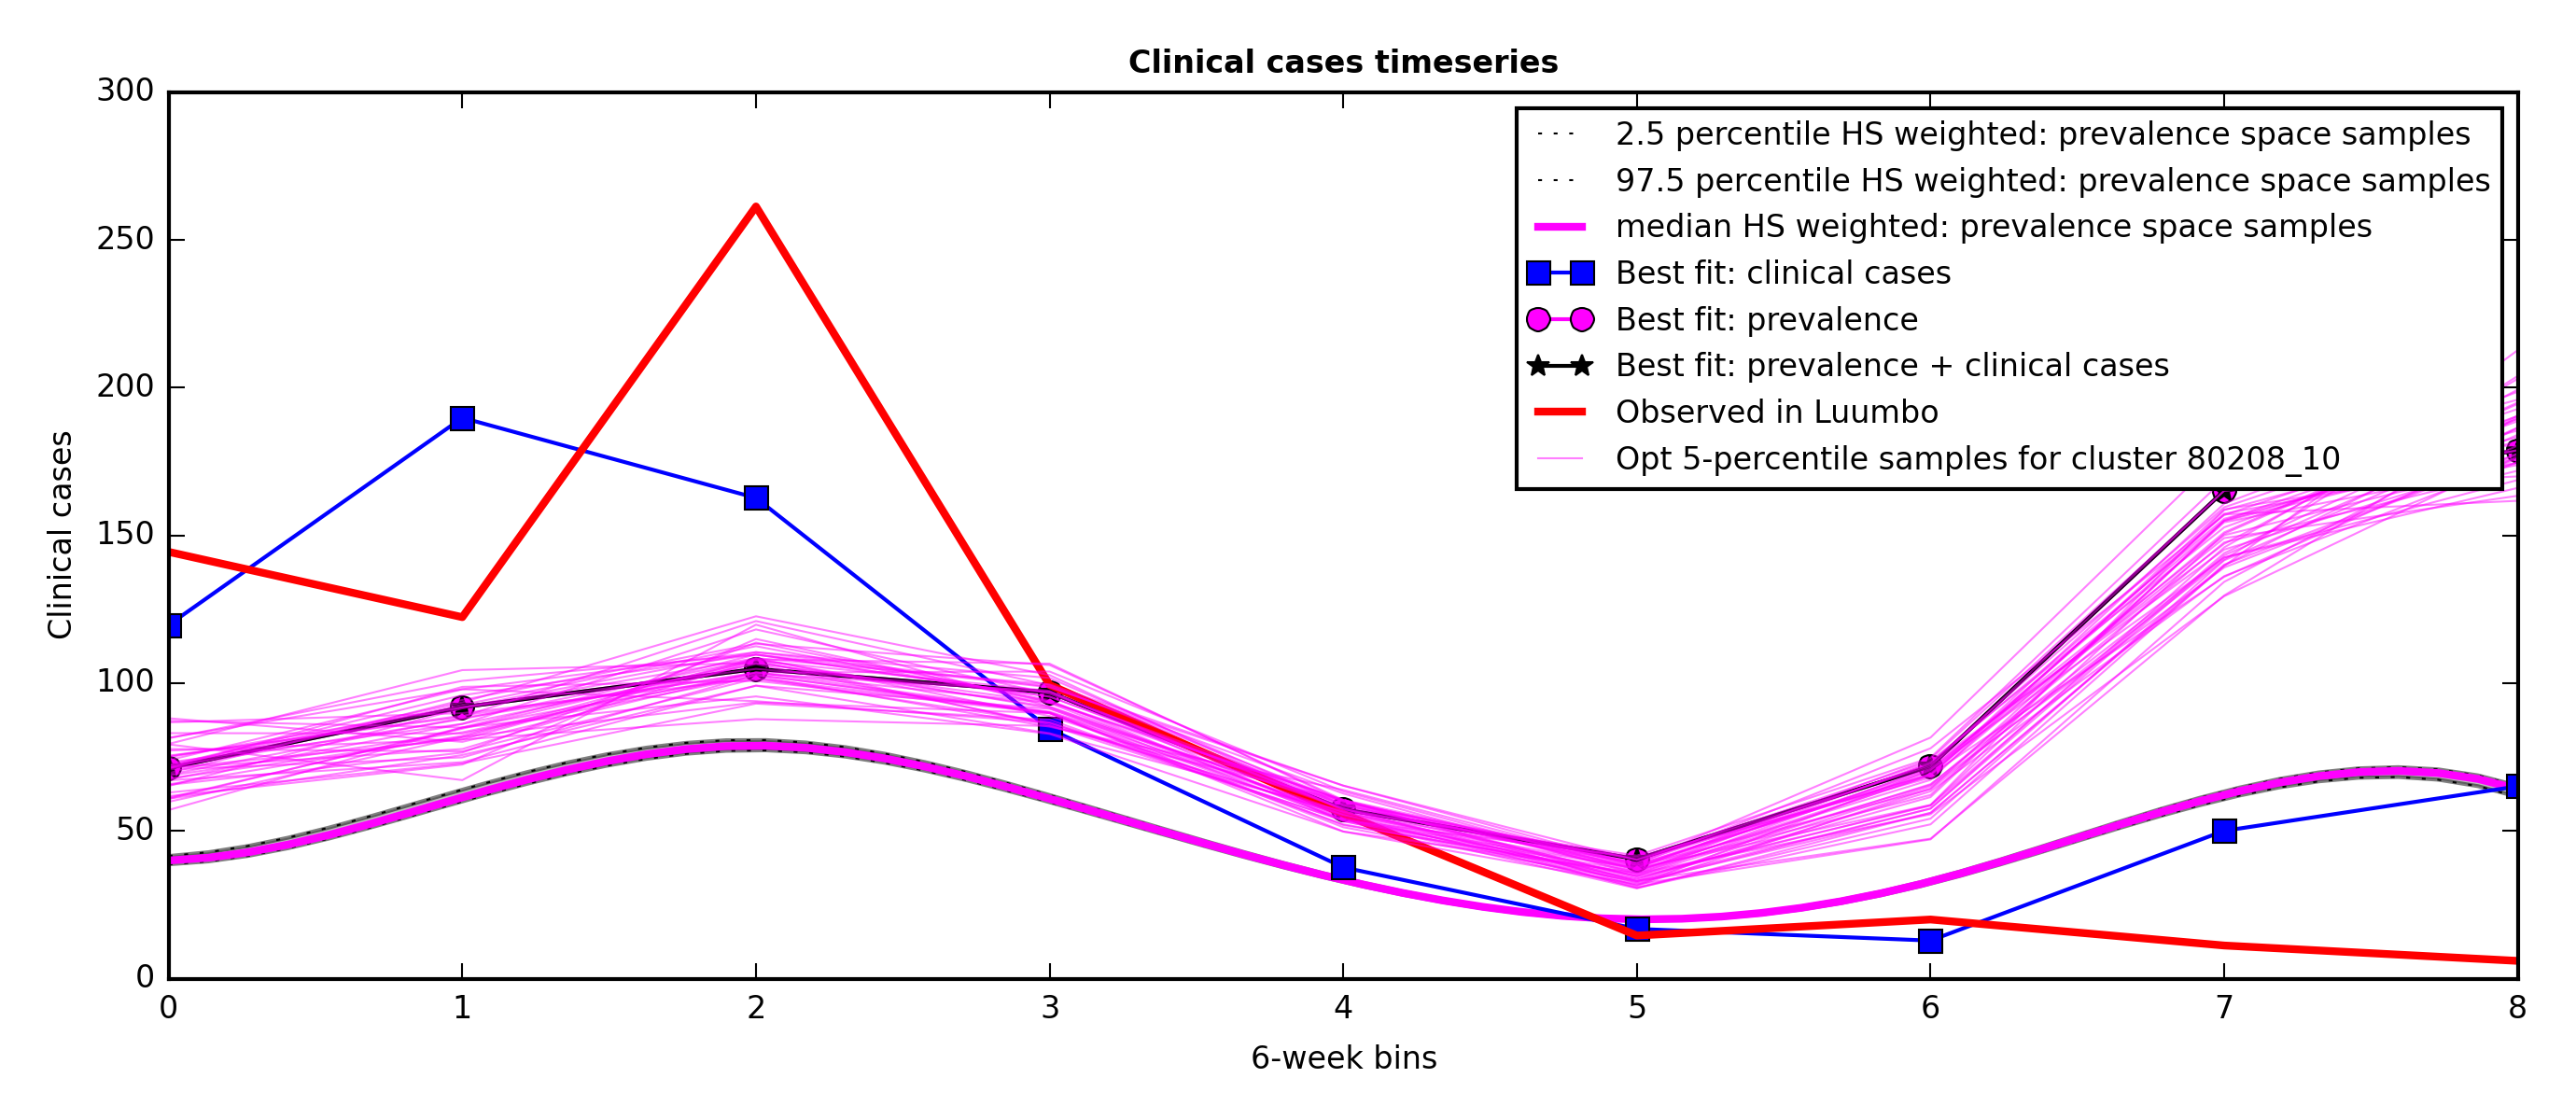 Clinical cases timeseries
300
250
200
150
100
50
0
Clinical cases
2.5 percentile HS weighted: prevalence space samples
97.5 percentile HS weighted: prevalence space samples
median HS weighted: prevalence space samples
Best fit: clinical cases
Best fit: prevalence
Best fit: prevalence + clinical cases
Observed in Luumbo
Opt 5-percentile samples for cluster 80208_10
0 1 2 3 4 5 6 7 8
6-week bins